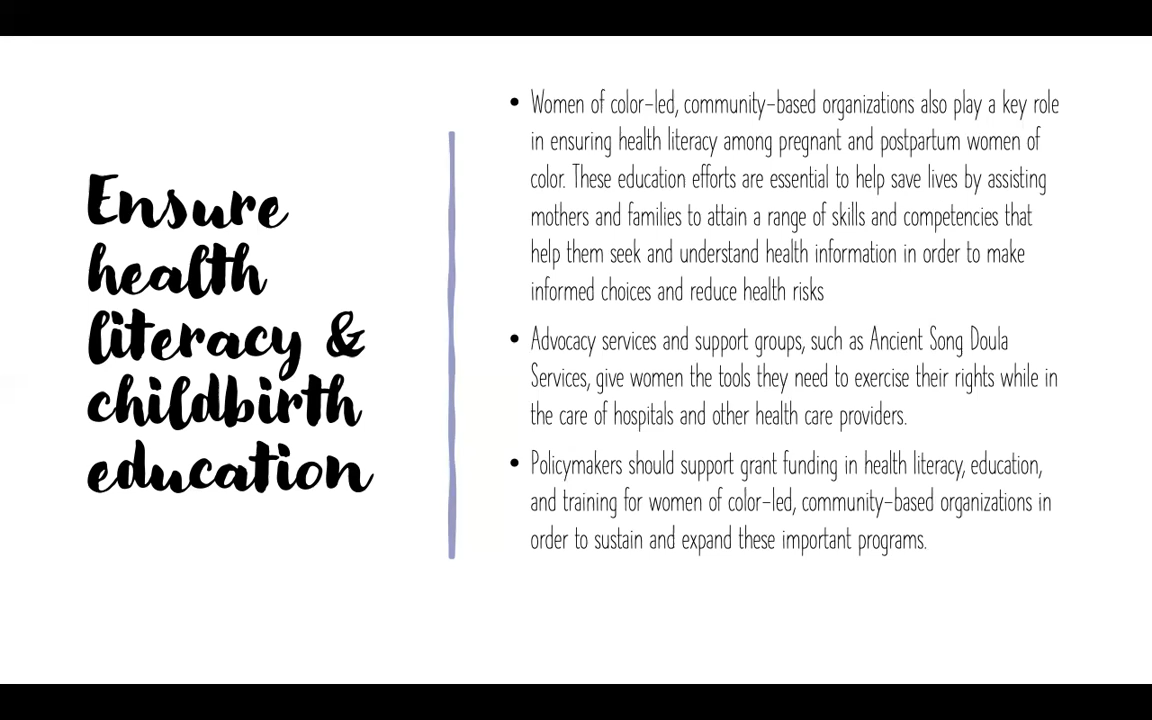 Ensure
health
literacy &
childbirth
education
• Women of color-led, community-based organizations also play a key role
in ensuring health literacy among pregnant and postpartum women of
color. These education efforts are essential to help save lives by assisting
mothers and families to attain a range of skills and competencies that
help them seek and understand health information in order to make
informed choices and reduce health risks
• Advocacy services and support groups, such as Ancient Song Doula
Services, give women the tools they need to exercise their rights while in
the care of hospitals and other health care providers.
• Policymakers should support grant funding in health literacy, education,
and training for women of color-led, community-based organizations in
order to sustain and expand these important programs.